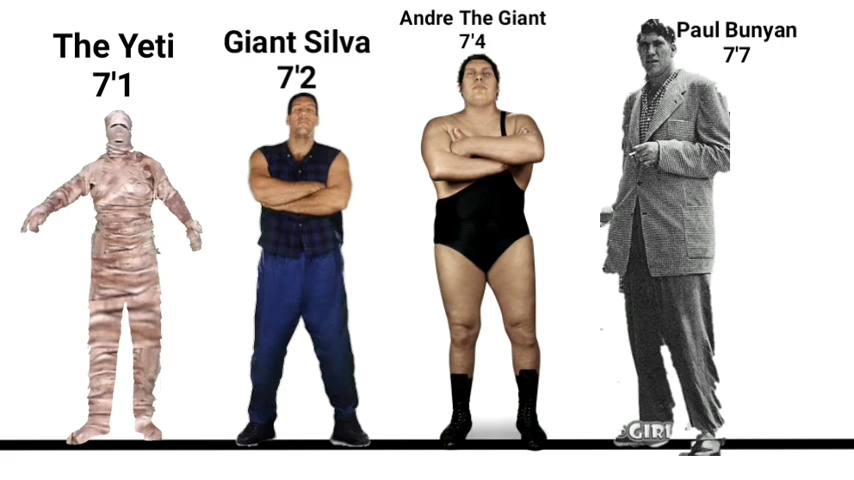 The Yeti
7'1
Giant Silva
7'2
Andre The Giant
7'4
Paul Bunyan
7'7
GIRL